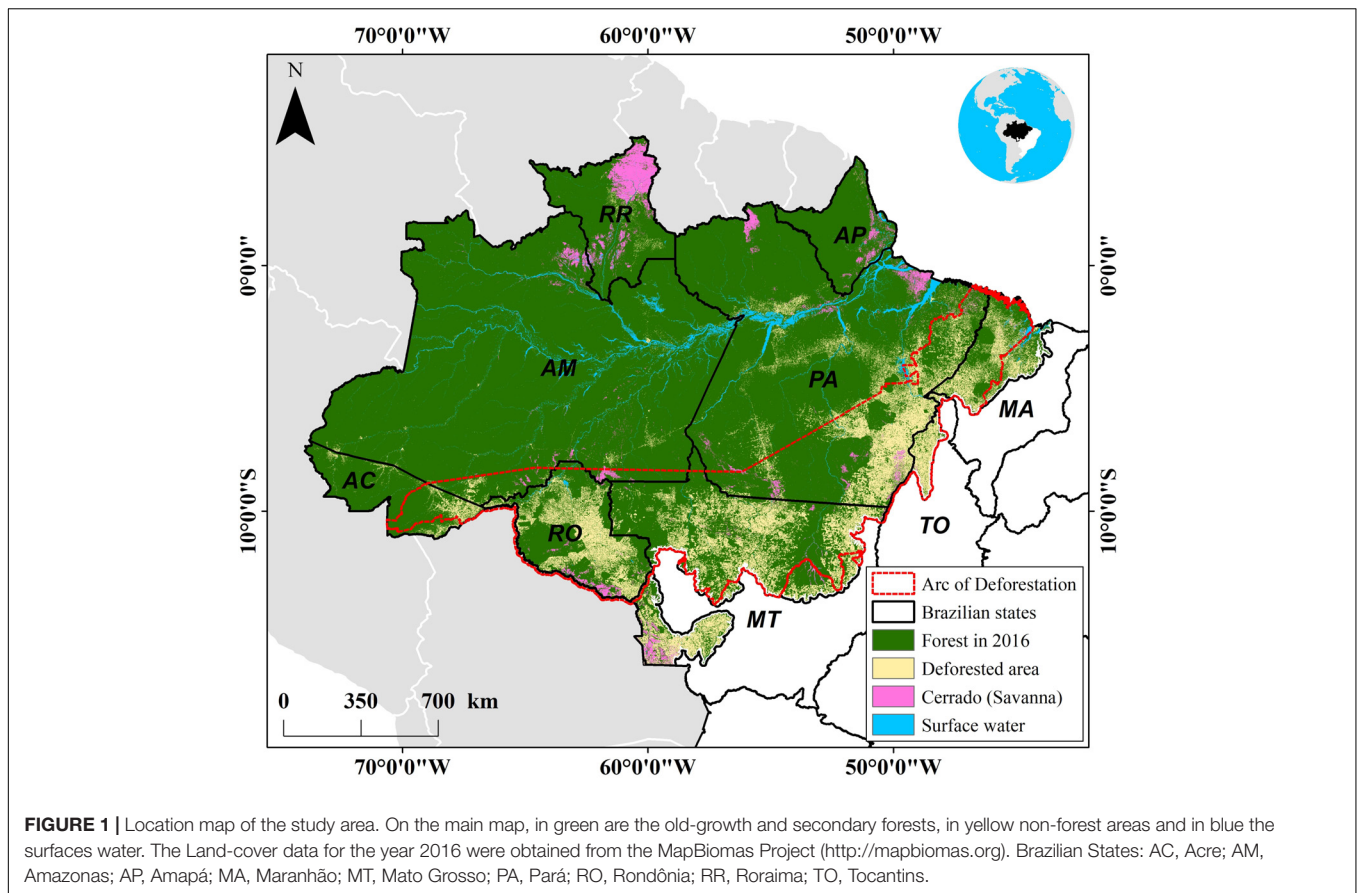 70°0'0"W 60°0'0"W 50°0'0"W
N
RR
AP
0°0'0" 0°0'0"
AM
PA
MA
AC
10°0'0"S 10°0'0"S
RO
TO
MT
Arc of Deforestation
Brazilian states
Forest in 2016
Deforested area
Cerrado (Savanna)
Surface water
0 350 700 km
70°0'0"W 60°0'0"W 50°0'0"W
FIGURE 1 | Location map of the study area. On the main map, in green are the old-growth and secondary forests, in yellow non-forest areas and in blue the
surfaces water. The Land-cover data for the year 2016 were obtained from the MapBiomas Project (http://mapbiomas.org). Brazilian States: AC, Acre; AM,
Amazonas; AP, Amapá; MA, Maranhão; MT, Mato Grosso; PA, Pará; RO, Rondônia; RR, Roraima; TO, Tocantins.